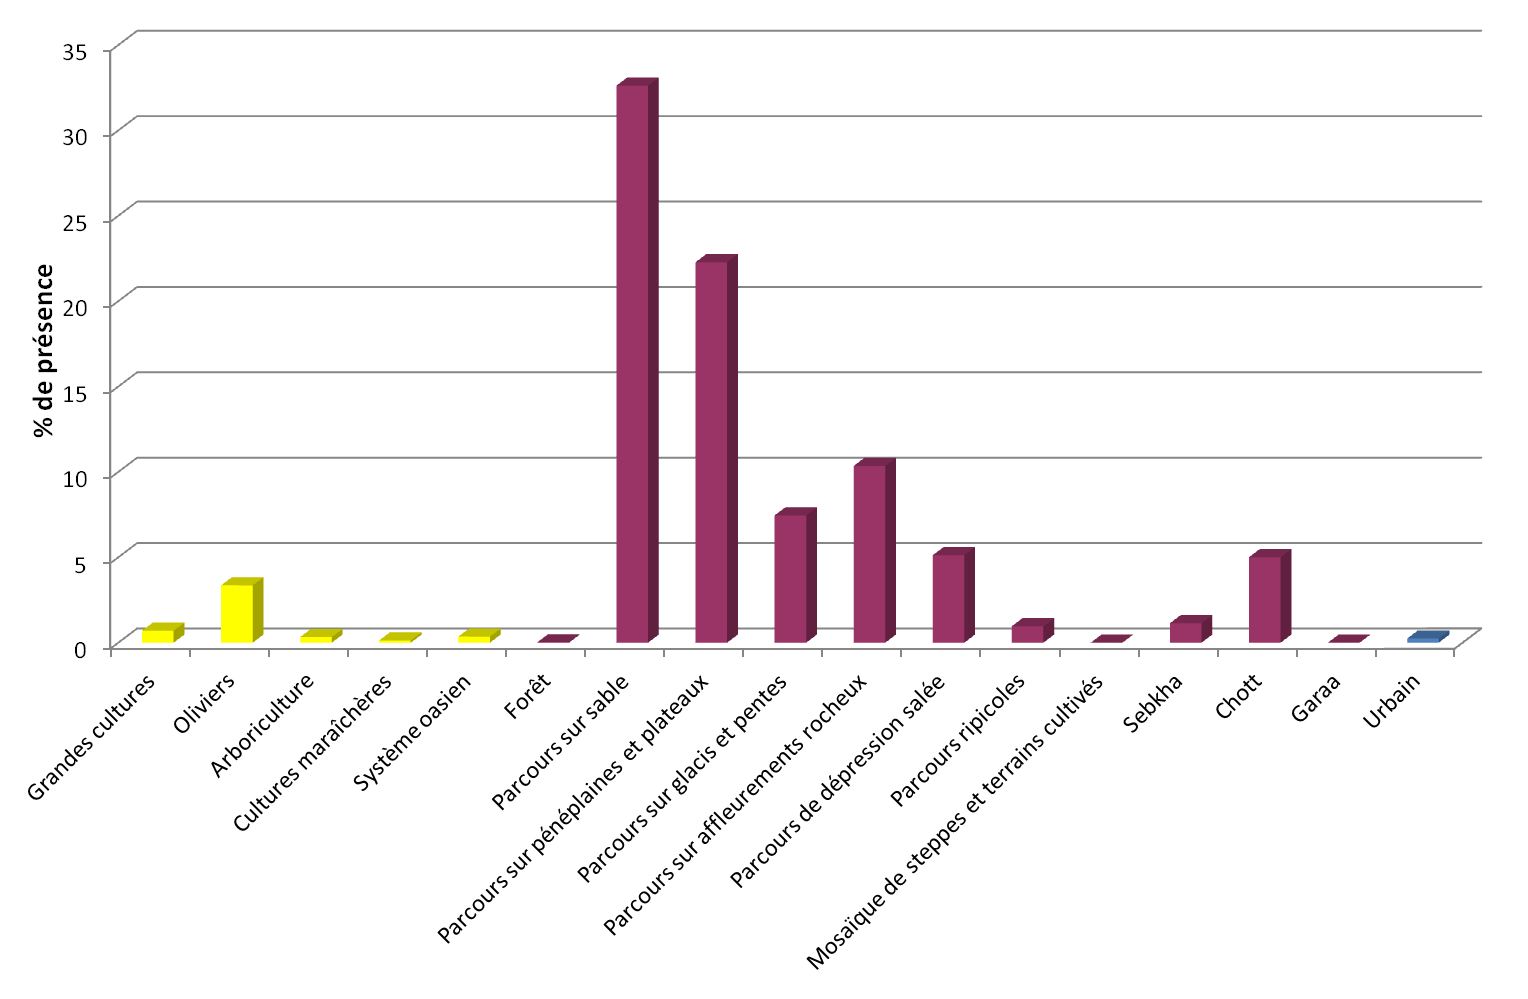 35
30
25
20
15
10
5
0
% de présence
Grandes cultures
Oliviers
Arboriculture
Cultures maraîchères
Système oasien
Forêt
Parcours sur sable
Parcours sur pénéplaines et plateaux
Parcours sur glacis et pentes
Parcours sur affleurements rocheux
Parcours de dépression salée
Parcours ripicoles
Mosaïque de steppes et terrains cultivés
Sebkha
Chott
Garaa
Urbain